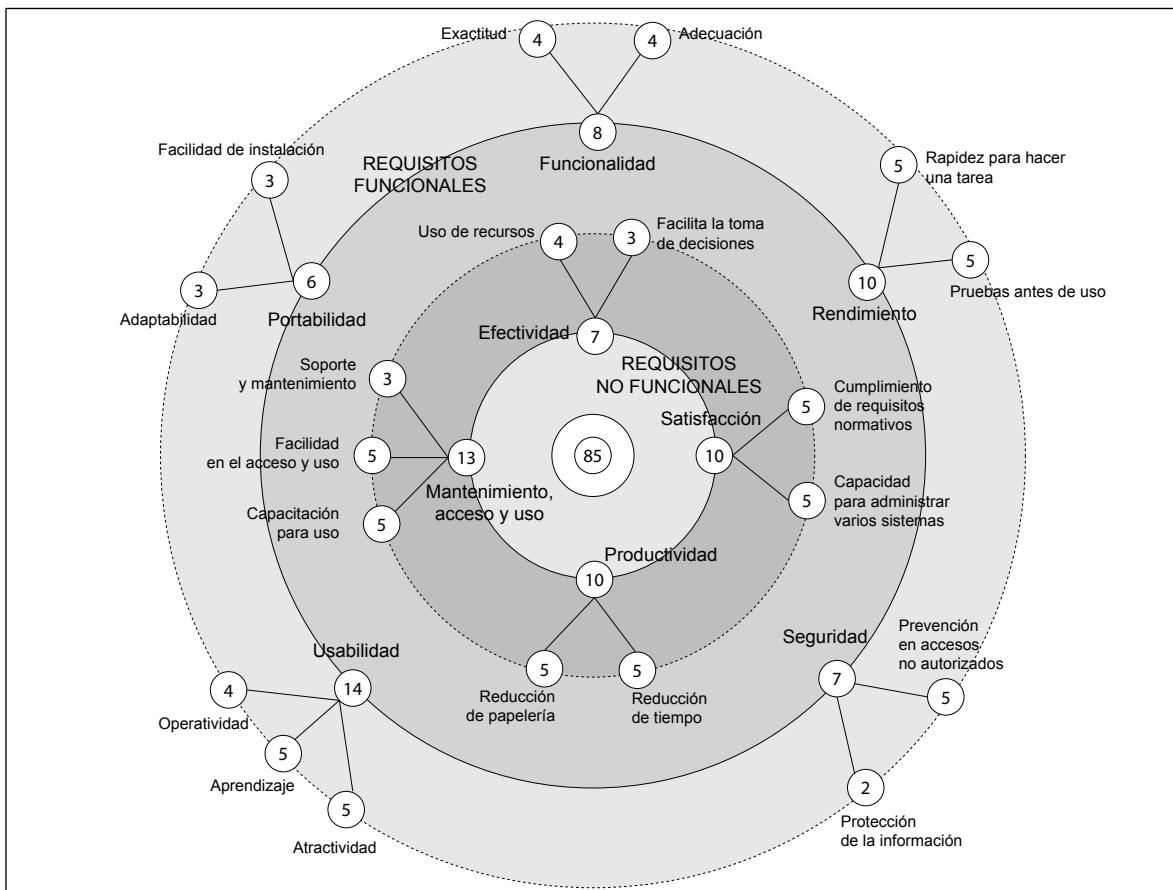 Exactitud
4
4
Adecuación
8
Funcionalidad
REQUISITOS
FUNCIONALES
Facilidad de instalación
3
3
Adaptabilidad
6
Portabilidad
5
Rapidez para hacer
una tarea
5
Pruebas antes de uso
10
Rendimiento
Uso de recursos
4
3
Facilita la toma
de decisiones
Efectividad
7
REQUISITOS
NO FUNCIONALES
Soporte
y mantenimiento
3
Facilidad
en el acceso y uso
5
Capacitación
para uso
5
13
Mantenimiento,
acceso y uso
85
Satisfacción
10
5
Cumplimiento
de requisitos
normativos
5
Capacidad
para administrar
varios sistemas
Productividad
10
5
Reducción
de papelería
5
Reducción
de tiempo
Usabilidad
14
4
Operatividad
5
Aprendizaje
5
Atractividad
Seguridad
7
Prevención
en accesos
no autorizados
5
2
Protección
de la información